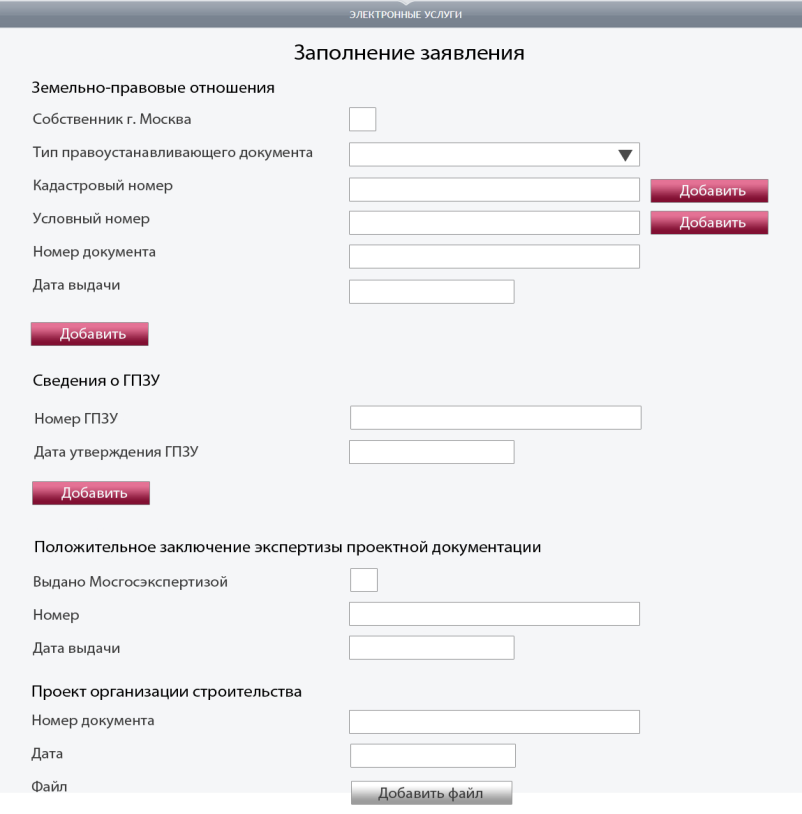 ЭЛЕКТРОННЫЕ УСЛУГИ
Заполнение заявления
Земельно-правовые отношения
Собственник г. Москва
Тип правоустанавливающего документа
Кадастровый номер Добавить
Условный номер Добавить
Номер документа
Дата выдачи
Добавить
Сведения о ГПЗУ
Номер ГПЗУ
Дата утверждения ГПЗУ
Добавить
Положительное заключение экспертизы проектной документации
Выдано Мосгосэкспертизой
Номер
Дата выдачи
Проект организации строительства
Номер документа
Дата
Файл Добавить файл